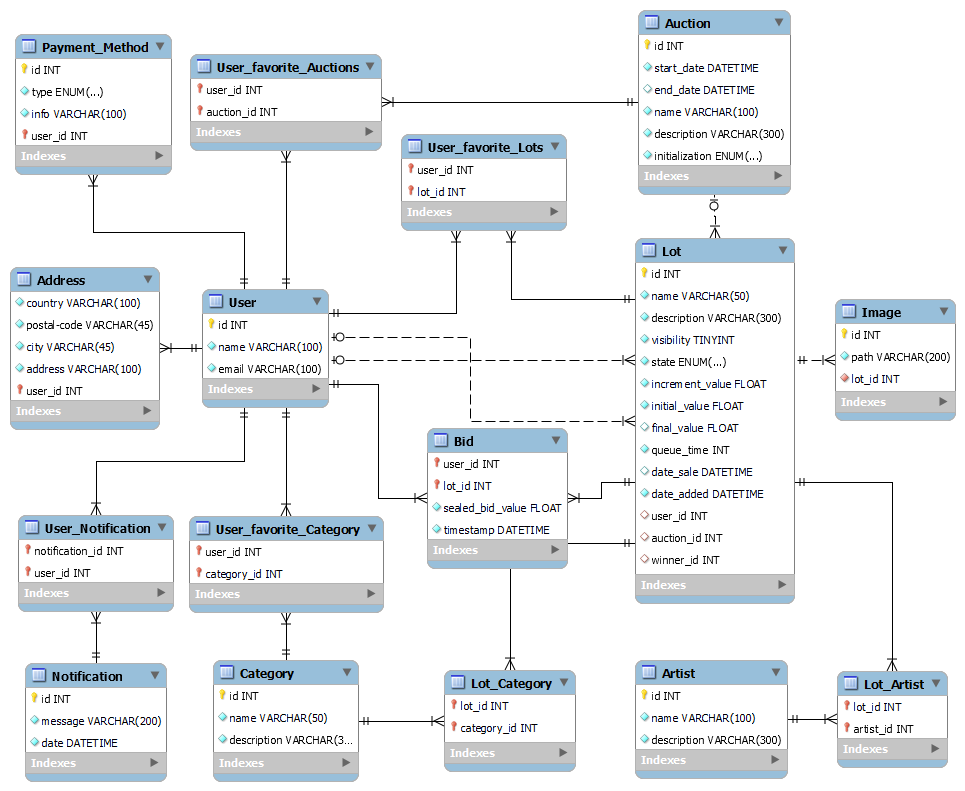 Payment_Method
id INT
type ENUM(...)
info VARCHAR(100)
user_id INT
Indexes
User_favorite_Auctions
user_id INT
auction_id INT
Indexes
Auction
id INT
start_date DATETIME
end_date DATETIME
name VARCHAR(100)
description VARCHAR(300)
initialization ENUM(...)
Indexes
User_favorite_Lots
user_id INT
lot_id INT
Indexes
Address
country VARCHAR(100)
postal-code VARCHAR(45)
city VARCHAR(45)
address VARCHAR(100)
user_id INT
Indexes
User
id INT
name VARCHAR(100)
email VARCHAR(100)
Indexes
Lot
id INT
name VARCHAR(50)
description VARCHAR(300)
visibility TINYINT
state ENUM(...)
increment_value FLOAT
initial_value FLOAT
final_value FLOAT
queue_time INT
date_sale DATETIME
date_added DATETIME
user_id INT
auction_id INT
winner_id INT
Indexes
Image
id INT
path VARCHAR(200)
lot_id INT
Indexes
Bid
user_id INT
lot_id INT
sealed_bid_value FLOAT
timestamp DATETIME
Indexes
User_Notification
notification_id INT
user_id INT
Indexes
User_favorite_Category
user_id INT
category_id INT
Indexes
Notification
id INT
message VARCHAR(200)
date DATETIME
Indexes
Category
id INT
name VARCHAR(50)
description VARCHAR(3...
Indexes
Lot_Category
lot_id INT
category_id INT
Indexes
Artist
id INT
name VARCHAR(100)
description VARCHAR(300)
Indexes
Lot_Artist
lot_id INT
artist_id INT
Indexes